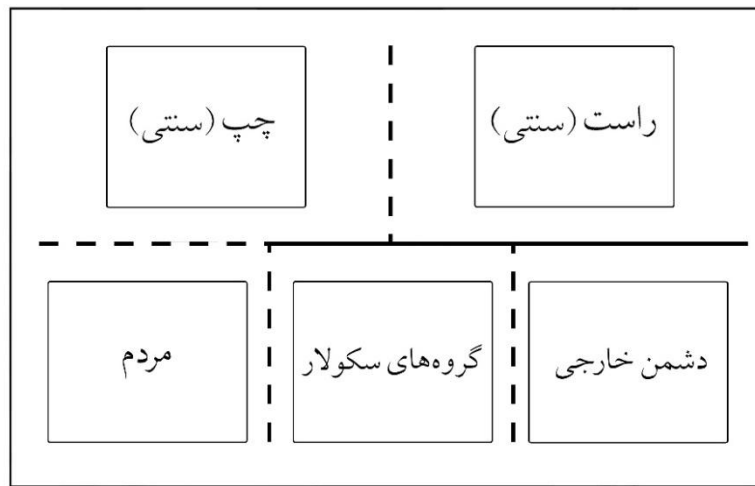 راست (سنتی)
چپ (سنتی)
دشمن خارجی
گروه‌های سکولار
مردم